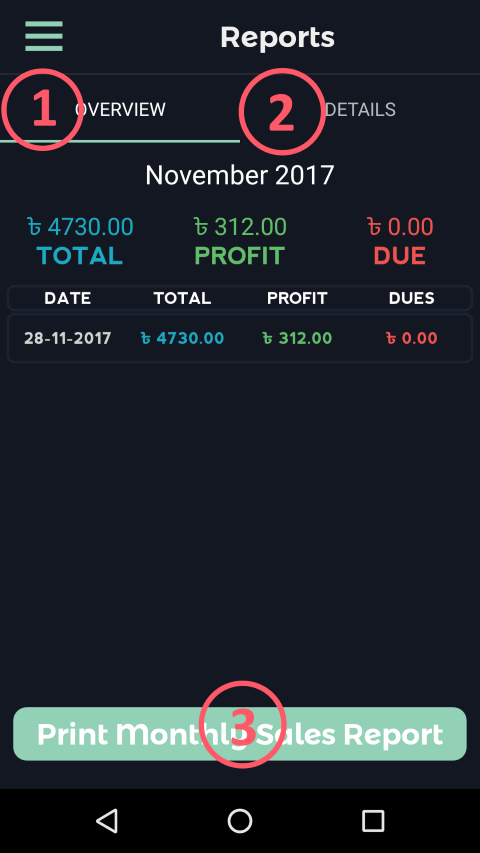 Reports
1 OVERVIEW 2 DETAILS
November 2017
৳ 4730.00 ৳ 312.00 ৳ 0.00
TOTAL PROFIT DUE
DATE TOTAL PROFIT DUES
28-11-2017 ৳ 4730.00 ৳ 312.00 ৳ 0.00
3
Print Monthly Sales Report